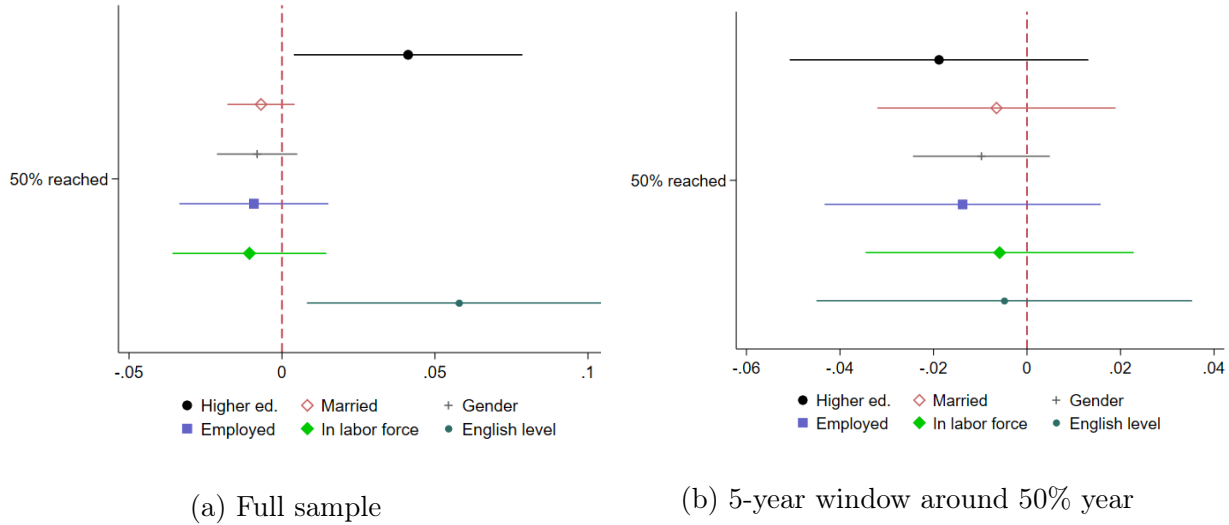 50% reached
-.05 0 .05 .1
Higher ed. Married Gender
Employed In labor force English level
(a) Full sample
50% reached
-.06 -.04 -.02 0 .02 .04
Higher ed. Married Gender
Employed In labor force English level
(b) 5-year window around 50% year